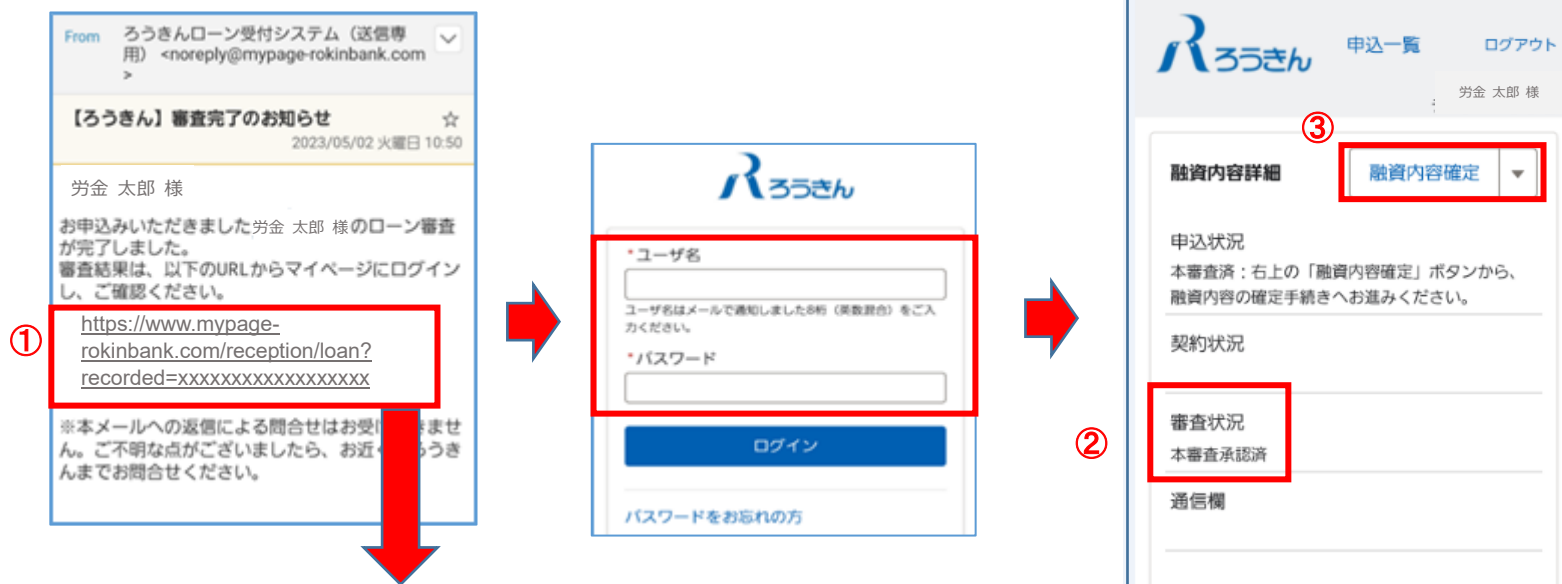 From ろうきんローン受付システム（送信専
用） <noreply@mypage-rokinbank.com
>
【ろうきん】審査完了のお知らせ ☆
2023/05/02 火曜日 10:50
労金 太郎 様
お申込みいただきました労金 太郎 様のローン審査
が完了しました。
審査結果は、以下のURLからマイページにログイン
し、ご確認ください。
①
https://www.mypage-
rokinbank.com/reception/loan?
recorded=xxxxxxxxxxxxxxxxxx
※本メールへの返信による問合せはお受け きませ
ん。ご不明な点がございましたら、お近 ろうき
んまでお問合せください。
ろうきん
*ユーザ名
ユーザ名はメールで通知しました8桁（英数混合）をご入
力ください。
*パスワード
ログイン
パスワードをお忘れの方
ろうきん 申込一覧 ログアウト
労金 太郎 様
③
融資内容詳細 融資内容確定
申込状況
本審査済：右上の「融資内容確定」ボタンから、
融資内容の確定手続きへお進みください。
契約状況
②
審査状況
本審査承認済
通信欄